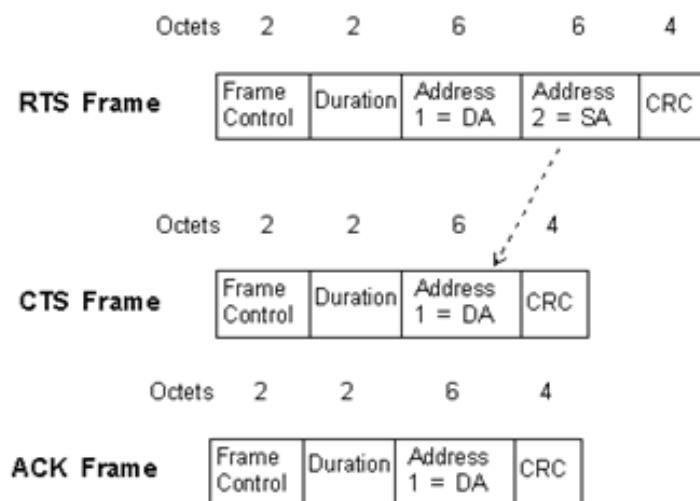 Octets 2 2 6 6 4
RTS Frame
Frame Control
Duration
Address 1 = DA
Address 2 = SA
CRC
Octets 2 2 6 4
CTS Frame
Frame Control
Duration
Address 1 = DA
CRC
Octets 2 2 6 4
ACK Frame
Frame Control
Duration
Address 1 = DA
CRC